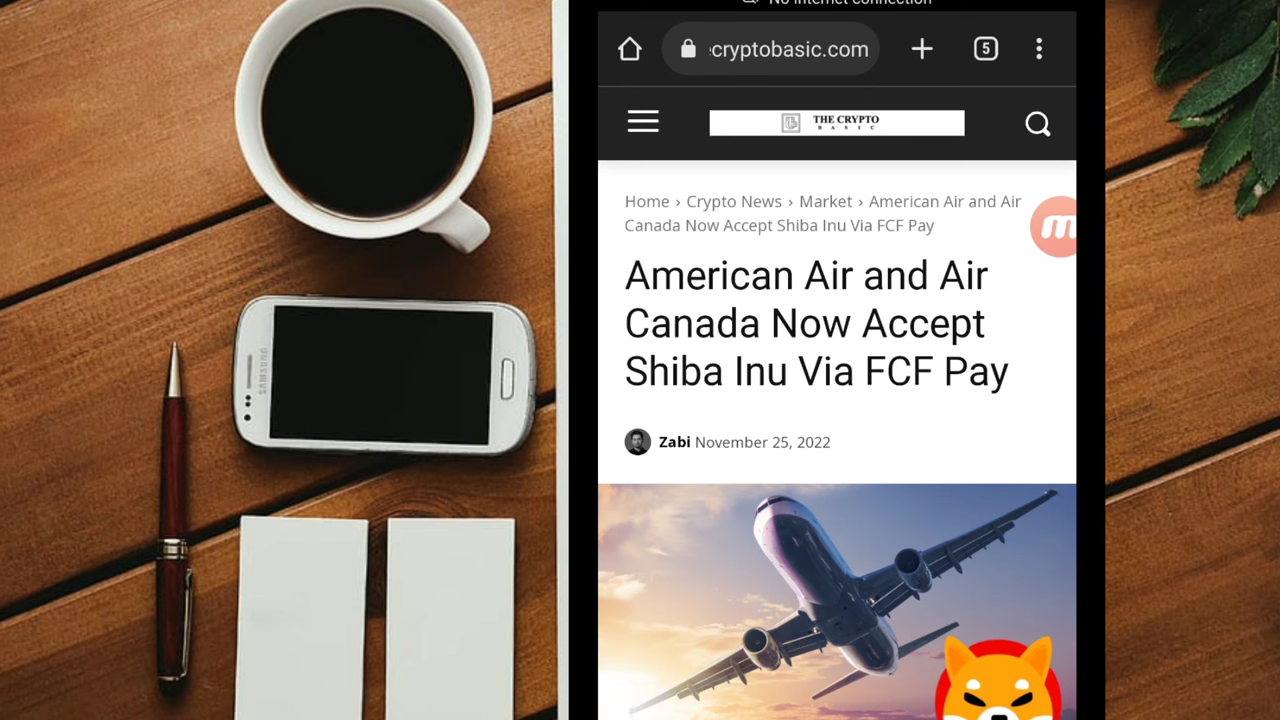 No internet connection
cryptobasic.com
5
THE CRYPTO
BASIC
Home › Crypto News › Market › American Air and Air
Canada Now Accept Shiba Inu Via FCF Pay
m
American Air and Air
Canada Now Accept
Shiba Inu Via FCF Pay
Zabi November 25, 2022
SAMSUNG